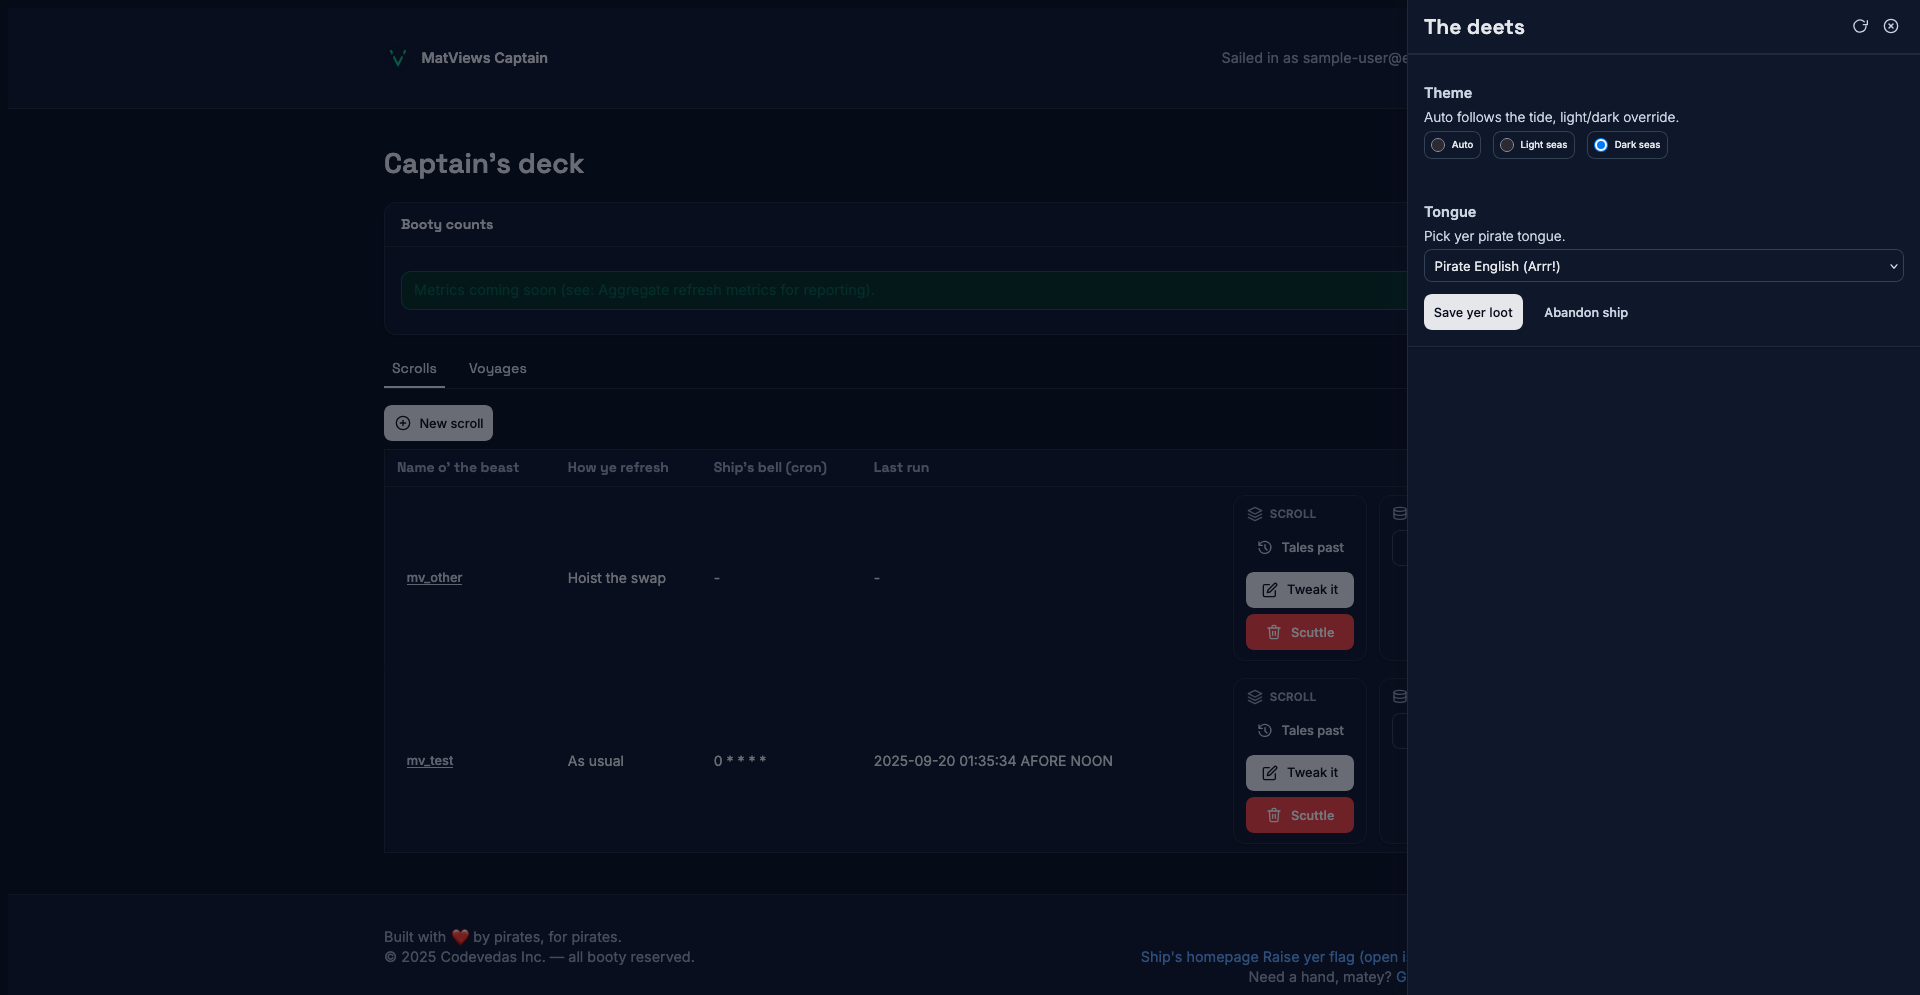 MatViews Captain
Sailed in as sample-user@e
Captain's deck
Booty counts
Metrics coming soon (see: Aggregate refresh metrics for reporting).
Scrolls
Voyages
New scroll
Name o' the beast
How ye refresh
Ship's bell (cron)
Last run
mv_other
Hoist the swap
-
-
SCROLL
Tales past
Tweak it
Scuttle
mv_test
As usual
0 * * * *
2025-09-20 01:35:34 AFORE NOON
SCROLL
Tales past
Tweak it
Scuttle
Built with ❤️ by pirates, for pirates.
© 2025 Codevedas Inc. — all booty reserved.
Ship's homepage Raise yer flag (open i
Need a hand, matey? G
The deets
Theme
Auto follows the tide, light/dark override.
Auto
Light seas
Dark seas
Tongue
Pick yer pirate tongue.
Pirate English (Arrr!)
Save yer loot
Abandon ship